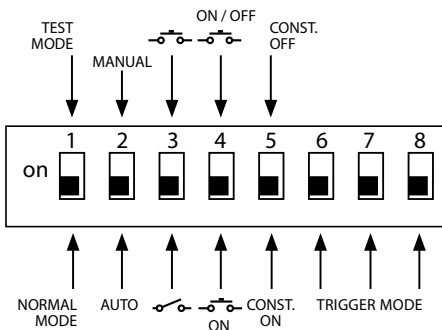 TEST
MODE
MANUAL
ON / OFF
CONST.
OFF
1 2 3 4 5 6 7 8
on
NORMAL
MODE
AUTO
ON
CONST.
ON
TRIGGER MODE